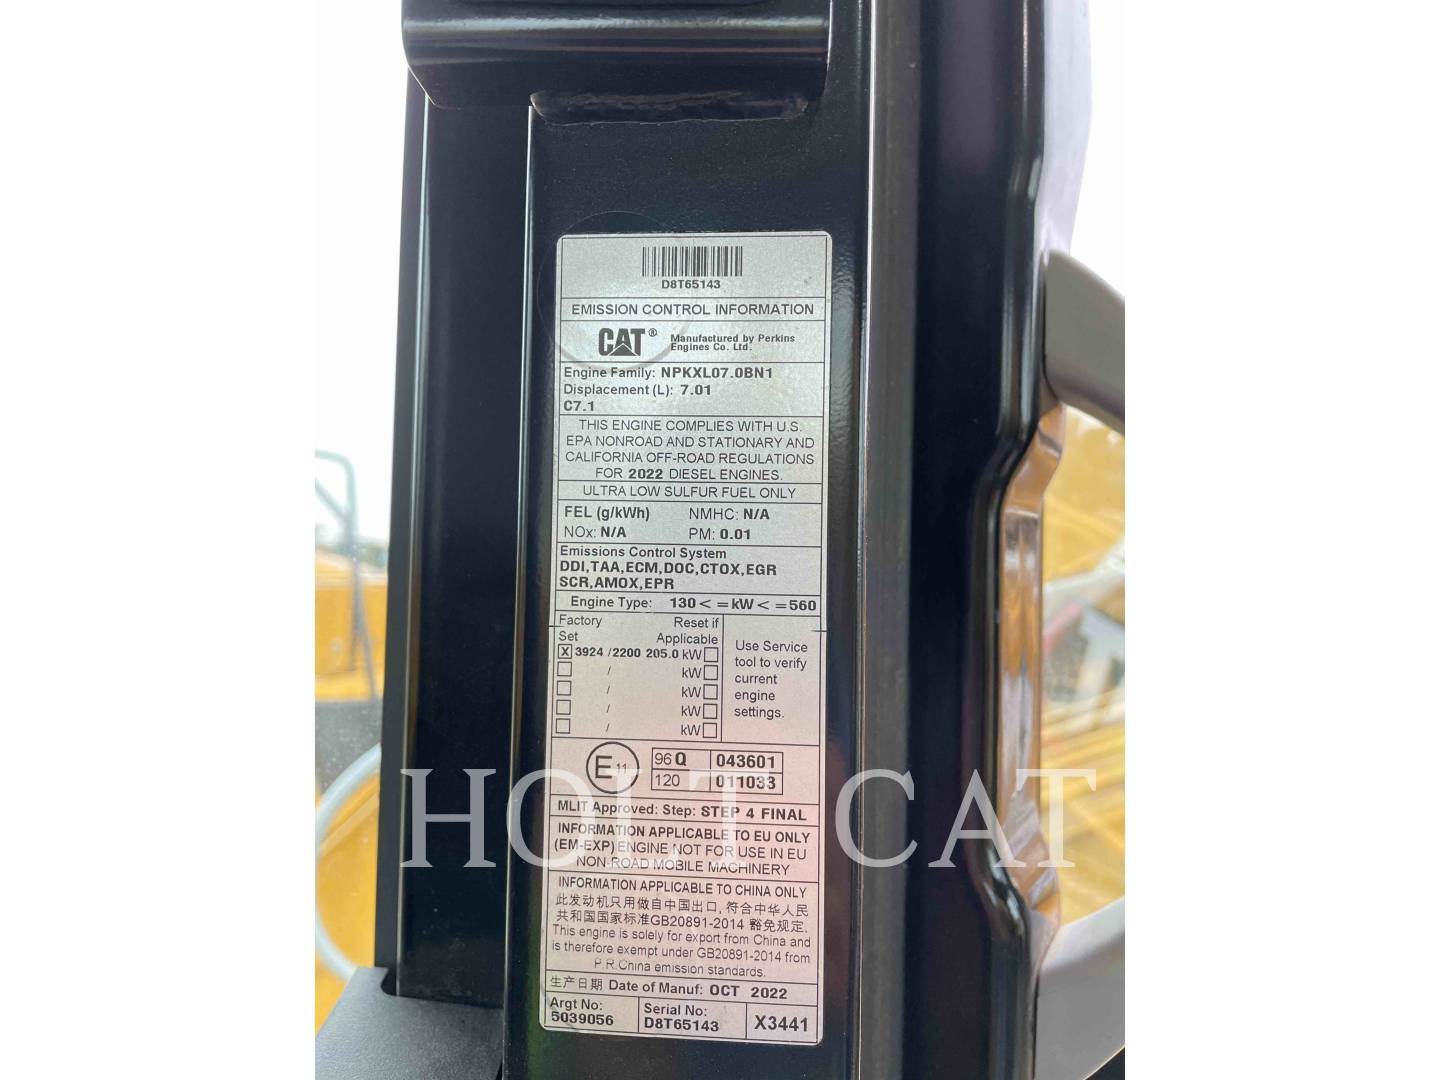 D8T65143
EMISSION CONTROL INFORMATION
CAT® Manufactured by Perkins
Engines Co. Ltd.
Engine Family: NPKXL07.0BN1
Displacement (L): 7.01
C7.1
THIS ENGINE COMPLIES WITH U.S.
EPA NONROAD AND STATIONARY AND
CALIFORNIA OFF-ROAD REGULATIONS
FOR 2022 DIESEL ENGINES.
ULTRA LOW SULFUR FUEL ONLY
FEL (g/kWh) NMHC: N/A
NOx: N/A PM: 0.01
Emissions Control System
DDI,TAA,ECM,DOC,CTOX,EGR
SCR,AMOX,EPR
Engine Type: 130 < =kW < =560
Factory Reset if
Set Applicable
X 3924 /2200 205.0 kW
/ kW
/ kW
/ kW
/ kW
Use Service
tool to verify
current
engine
settings.
E 11
96 Q 043601
120 011033
MLIT Approved: Step: STEP 4 FINAL
INFORMATION APPLICABLE TO EU ONLY
(EM-EXP) ENGINE NOT FOR USE IN EU
NON-ROAD MOBILE MACHINERY
INFORMATION APPLICABLE TO CHINA ONLY
此发动机只用做自中国出口, 符合中华人民
共和国国家标准GB20891-2014 豁免规定.
This engine is solely for export from China and
is therefore exempt under GB20891-2014 from
P.R.China emission standards.
生产日期 Date of Manuf: OCT 2022
Argt No:
5039056
Serial No:
D8T65143
X3441
HOLT CAT